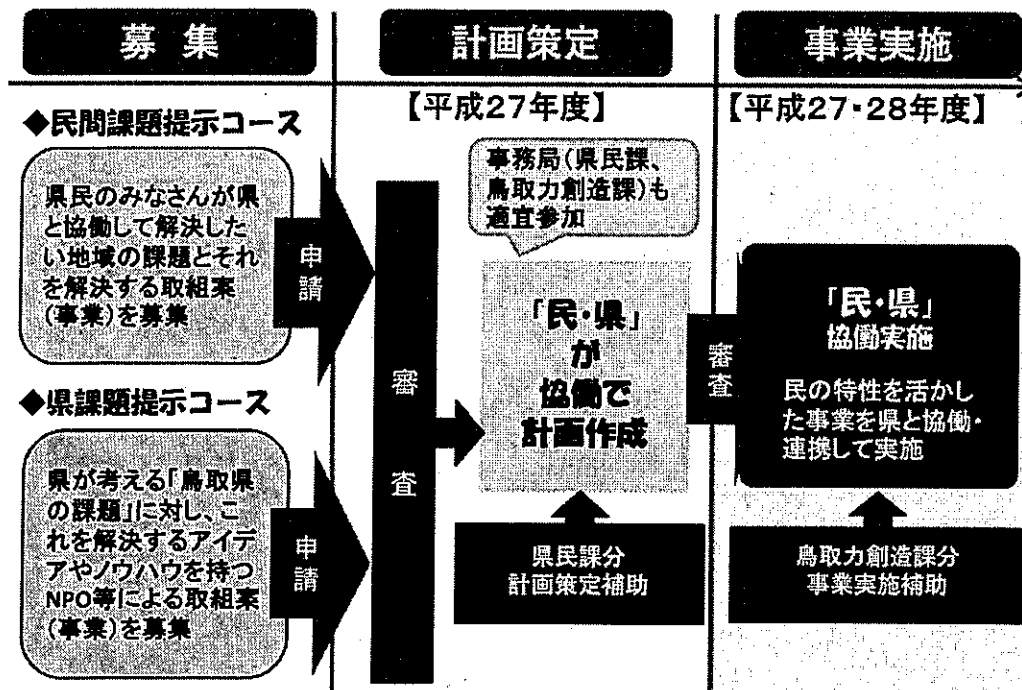 募 集
計画策定
事業実施
【平成27年度】
【平成27・28年度】
◆民間課題提示コース
県民のみなさんが県
と協働して解決した
い地域の課題とそれ
を解決する取組案
(事業)を募集
申請
◆県課題提示コース
県が考える「鳥取県
の課題」に対し、こ
れを解決するアイデ
アやノウハウを持つ
NPO等による取組案
(事業)を募集
申請
審査
事務局(県民課、
鳥取力創造課)も
適宜参加
「民・県」
が
協働で
計画作成
県民課分
計画策定補助
審査
「民・県」
協働実施
民の特性を活かし
た事業を県と協働・
連携して実施
鳥取力創造課分
事業実施補助